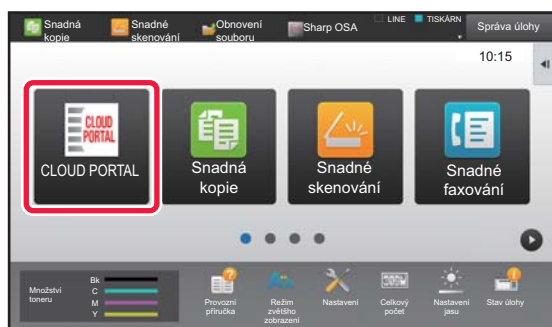 Snadná
kopie
Snadné
skenování
Obnovení
souboru
Sharp OSA
LINE
TISKÁRN
Správa úlohy
10:15
CLOUD
PORTAL
CLOUD PORTAL
Snadná
kopie
Snadné
skenování
Snadné
faxování
Množství
toneru
Bk
C
M
Y
Provozní
příručka
Režim
zvětšho
zobrazení
Nastavení
Celkový
počet
Nastavení
jasu
Stav úlohy